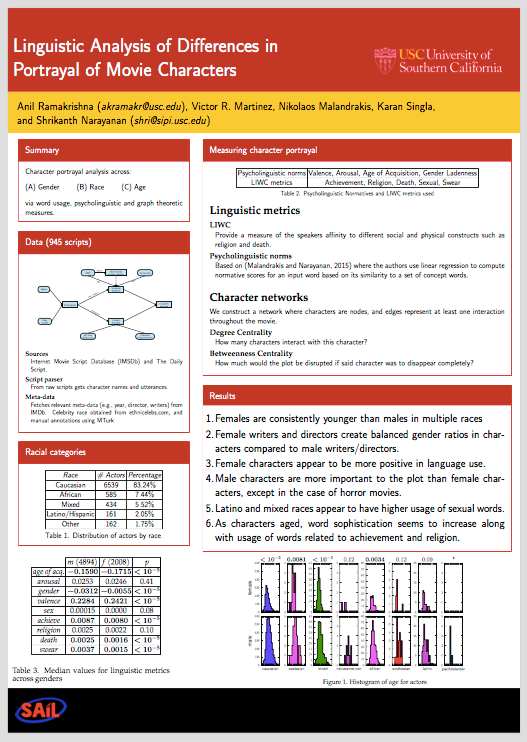 Linguistic Analysis of Differences in
Portrayal of Movie Characters
USC University of
Southern California
Anil Ramakrishna (akramakr@usc.edu), Victor R. Martinez, Nikolaos Malandrakis, Karan Singla,
and Shrikanth Narayanan (shri@sipi.usc.edu)
Summary
Character portrayal analysis across:
(A) Gender (B) Race (C) Age
via word usage, psycholinguistic and graph theoretic
measures.
Data (945 scripts)
Sources
Internet Movie Script Database (IMSDb) and The Daily
Script.
Script parser
From raw scripts gets character names and utterances.
Meta-data
Fetches relevant meta-data (e.g., year, director, writers) from
IMDb. Celebrity race obtained from ethnicelebs.com, and
manual annotations using MTurk
Racial categories
Race # Actors Percentage
Caucasian 6539 83.24%
African 585 7.44%
Mixed 434 5.52%
Latino/Hispanic 161 2.05%
Other 162 1.75%
Table 1. Distribution of actors by race
m (4894) f (2008) p
age of acq. −0.1590 −0.1715 < 10⁻⁵
arousal 0.0253 0.0246 0.41
gender −0.0312 −0.0055 < 10⁻⁵
valence 0.2284 0.2421 < 10⁻⁵
sex 0.00015 0.0000 0.08
achieve 0.0087 0.0080 < 10⁻⁵
religion 0.0025 0.0022 0.10
death 0.0025 0.0016 < 10⁻⁵
swear 0.0037 0.0015 < 10⁻⁵
Table 3. Median values for linguistic metrics
across genders
Measuring character portrayal
Psycholinguistic norms Valence, Arousal, Age of Acquisition, Gender Ladenness
LIWC metrics Achievement, Religion, Death, Sexual, Swear
Table 2. Psycholinguistic Normatives and LIWC metrics used
Linguistic metrics
LIWC
Provide a measure of the speakers affinity to different social and physical constructs such as
religion and death.
Psycholinguistic norms
Based on (Malandrakis and Narayanan, 2015) where the authors use linear regression to compute
normative scores for an input word based on its similarity to a set of concept words.
Character networks
We construct a network where characters are nodes, and edges represent at least one interaction
throughout the movie.
Degree Centrality
How many characters interact with this character?
Betweenness Centrality
How much would the plot be disrupted if said character was to disappear completely?
Results
1. Females are consistently younger than males in multiple races
2. Female writers and directors create balanced gender ratios in char-
acters compared to male writers/directors.
3. Female characters appear to be more positive in language use.
4. Male characters are more important to the plot than female char-
acters, except in the case of horror movies.
5. Latino and mixed races appear to have higher usage of sexual words.
6. As characters aged, word sophistication seems to increase along
with usage of words related to achievement and religion.
< 10⁻⁵ 0.0081 < 10⁻⁵ 0.12 0.0034 0.12 0.09 *
female
male
Figure 1. Histogram of age for actors
SAIL